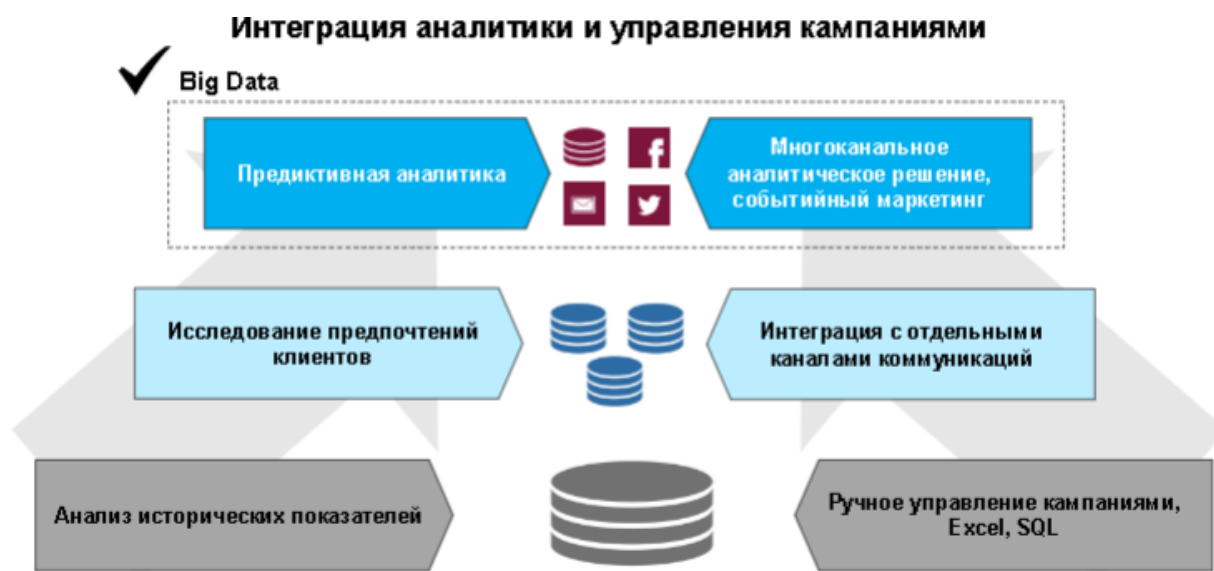 Интеграция аналитики и управления кампаниями
Big Data
Предиктивная аналитика
Многоканальное
аналитическое решение,
событийный маркетинг
Исследование предпочтений
клиентов
Интеграция с отдельными
каналами коммуникаций
Анализ исторических показателей
Ручное управление кампаниями,
Excel, SQL